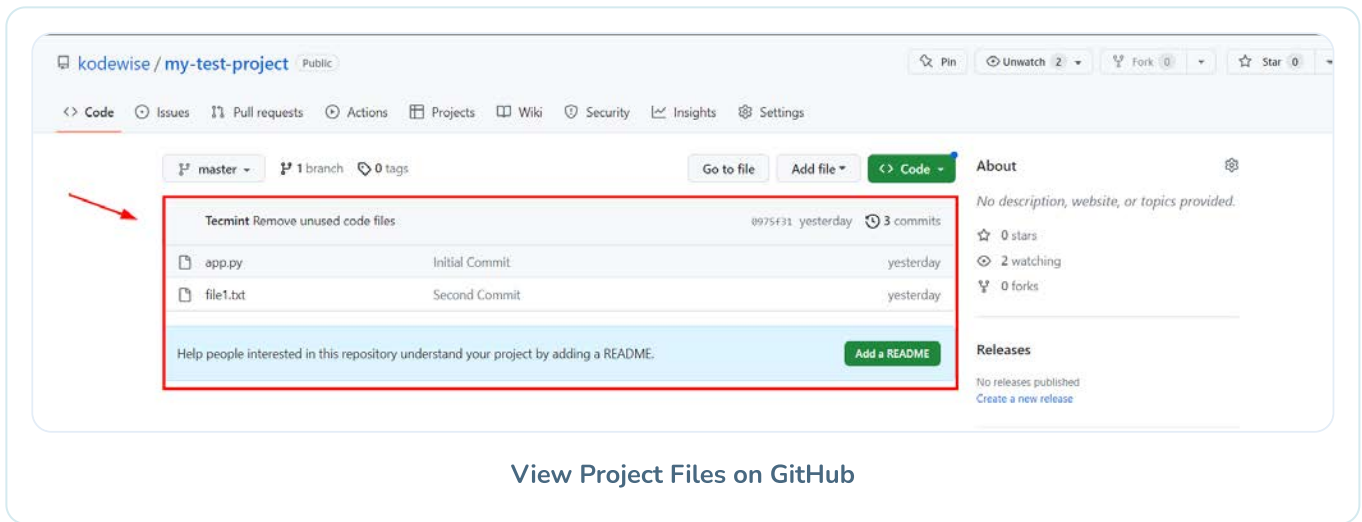 kodewise / my-test-project Public
Pin Unwatch 2 Fork 0 Star 0
<> Code Issues Pull requests Actions Projects Wiki Security Insights Settings
master 1 branch 0 tags Go to file Add file <> Code About
No description, website, or topics provided.
Tecmint Remove unused code files 0975f31 yesterday 3 commits
0 stars
app.py Initial Commit yesterday
2 watching
file1.txt Second Commit yesterday
0 forks
Help people interested in this repository understand your project by adding a README. Add a README
Releases
No releases published
Create a new release
View Project Files on GitHub